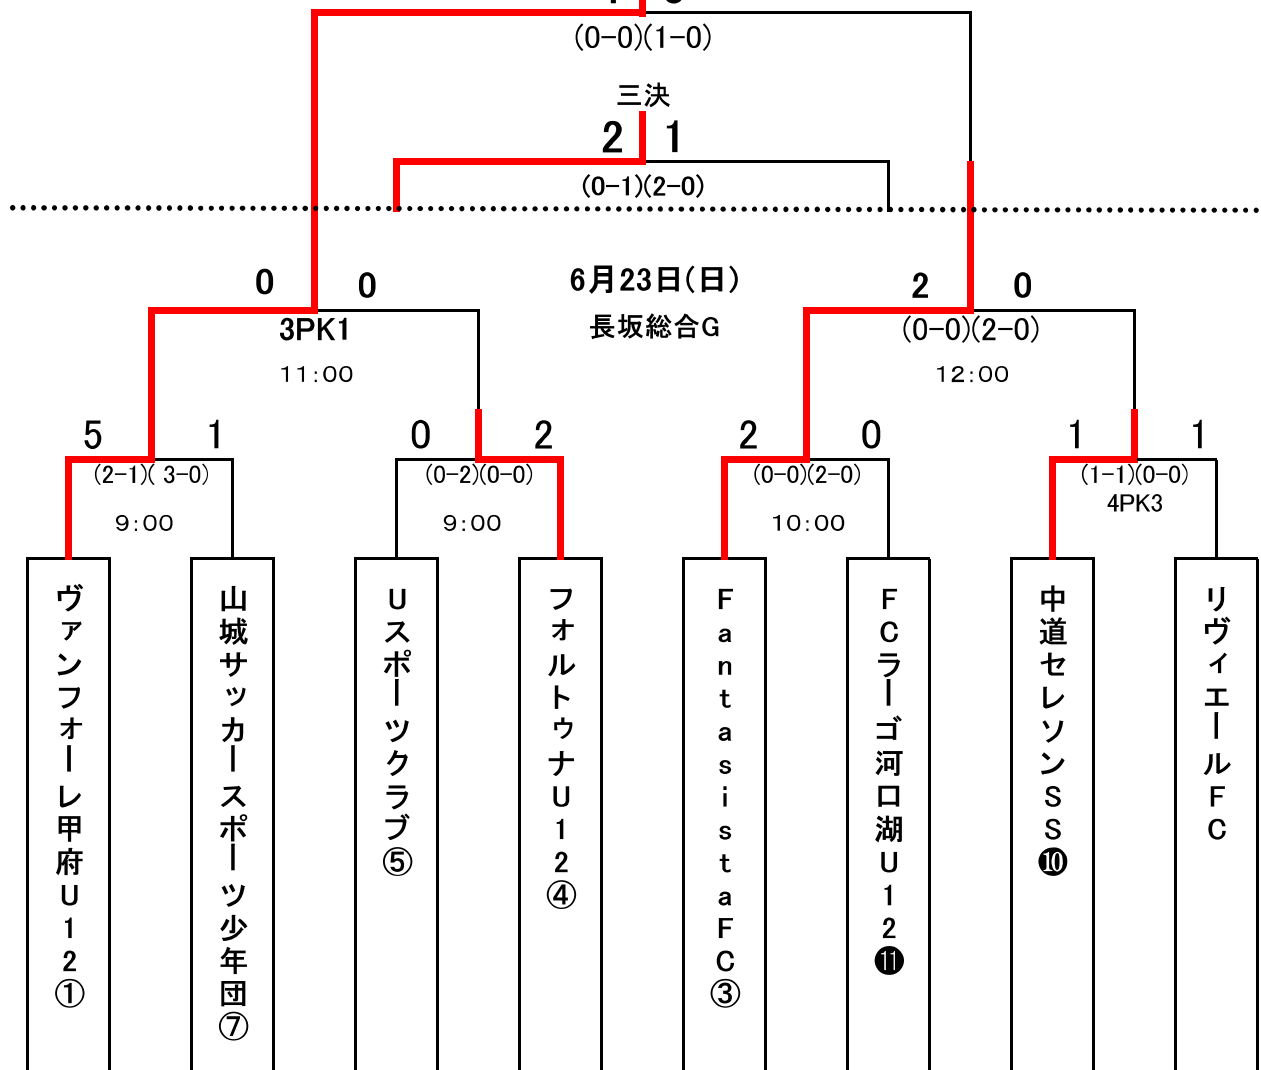 (0-0)(1-0)
三決
2 1
(0-1)(2-0)
0 0 6月23日(日) 2 0
3PK1 長坂総合G (0-0)(2-0)
11:00 12:00
5 1 0 2 2 0 1 1
(2-1)( 3-0) (0-2)(0-0) (0-0)(2-0) (1-1)(0-0)
4PK3
9:00 9:00 10:00
ヴァンフォーレ甲府U12①
山城サッカースポーツ少年団⑦
Uスポーツクラブ⑤
フォルトゥナU12④
FantasistaFC③
FCラーゴ河口湖U12⓫
中道セレソンSS❿
リヴィエールFC